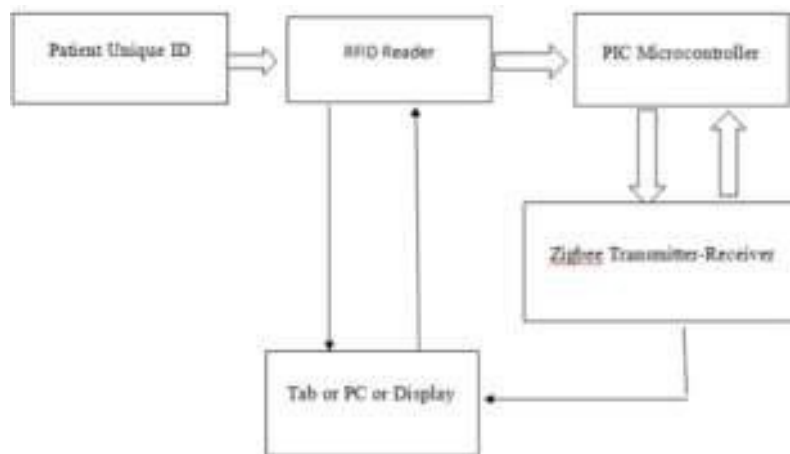 Patient Unique ID
RFID Reader
PIC Microcontroller
Zigbee Transmitter-Receiver
Tab or PC or Display